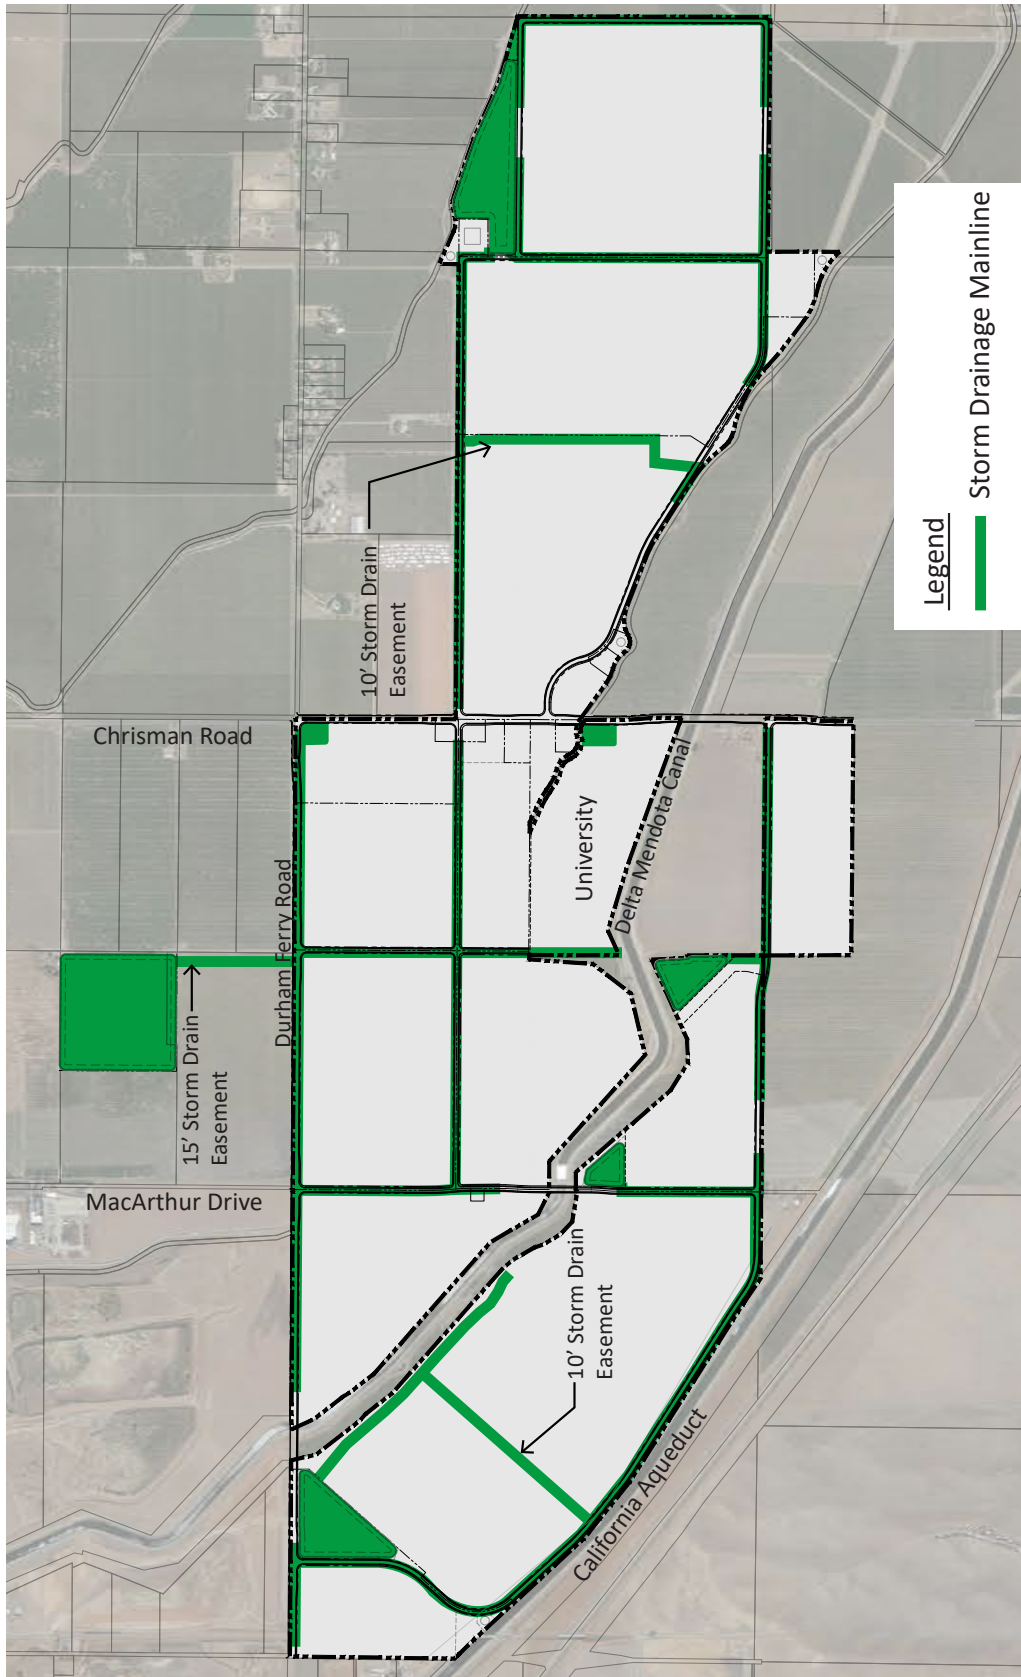 10’ Storm Drain
Easement
Chrisman Road
University
Delta Mendota Canal
Durham Ferry Road
15’ Storm Drain
Easement
MacArthur Drive
10’ Storm Drain
Easement
California Aqueduct
Legend
Storm Drainage Mainline